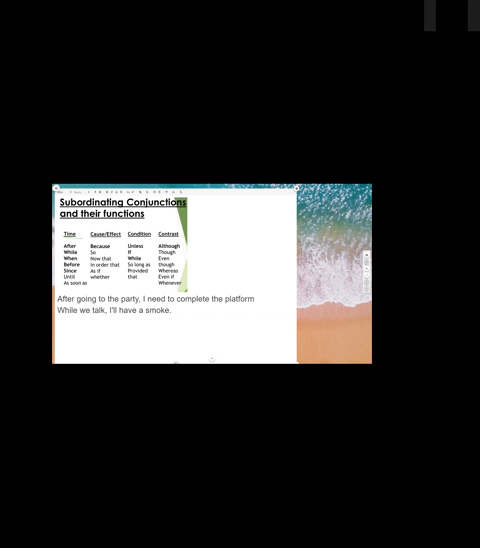 Subordinating Conjunctions
and their functions
Time Cause/Effect Condition Contrast
After Because Unless Although
While So If Though
When Now that While Even
Before In order that So long as though
Since As if Provided Whereas
Until whether that Even if
As soon as Whenever
After going to the party, I need to complete the platform
While we talk, I'll have a smoke.